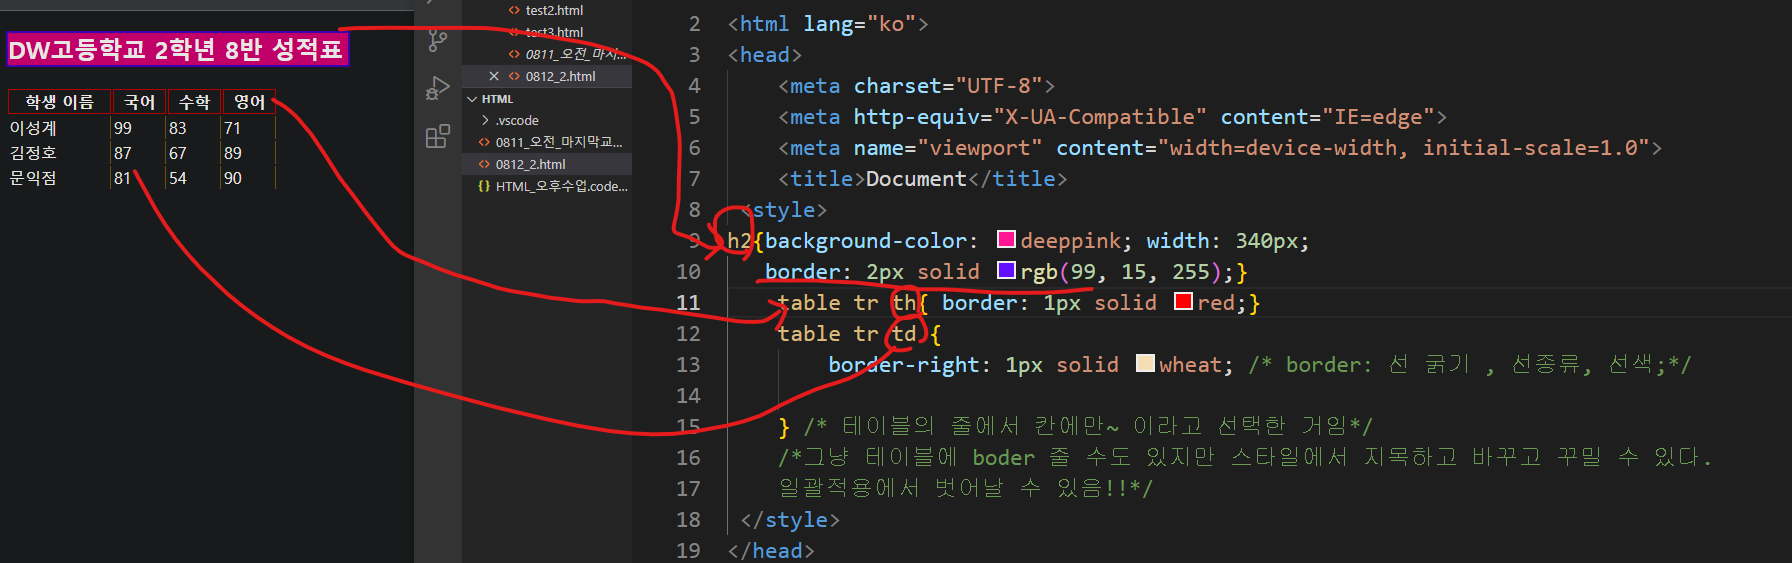 DW고등학교 2학년 8반 성적표
학생 이름 국어 수학 영어
이성계 99 83 71
김정호 87 67 89
문익점 81 54 90
test2.html
test3.html
0811_오전_마지...
0812_2.html
HTML
.vscode
0811_오전_마지막교...
0812_2.html
HTML_오후수업.code...
2 <html lang="ko">
3 <head>
4 <meta charset="UTF-8">
5 <meta http-equiv="X-UA-Compatible" content="IE=edge">
6 <meta name="viewport" content="width=device-width, initial-scale=1.0">
7 <title>Document</title>
8 <style>
9 h2{background-color: deeppink; width: 340px;
10 border: 2px solid rgb(99, 15, 255);}
11 table tr th{ border: 1px solid red;}
12 table tr td {
13 border-right: 1px solid wheat; /* border: 선 굵기 , 선종류, 선색;*/
14
15 } /* 테이블의 줄에서 칸에만~ 이라고 선택한 거임*/
16 /*그냥 테이블에 boder 줄 수도 있지만 스타일에서 지목하고 바꾸고 꾸밀 수 있다.
17 일괄적용에서 벗어날 수 있음!!*/
18 </style>
19 </head>